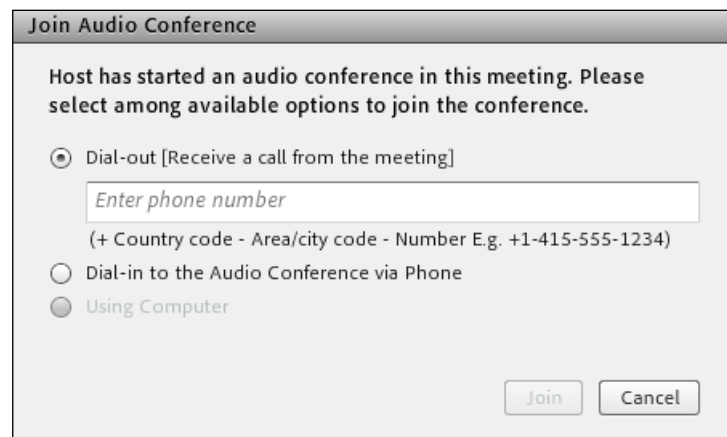 Join Audio Conference
Host has started an audio conference in this meeting. Please
select among available options to join the conference.
Dial-out [Receive a call from the meeting]
Enter phone number
(+ Country code - Area/city code - Number E.g. +1-415-555-1234)
Dial-in to the Audio Conference via Phone
Using Computer
Join
Cancel